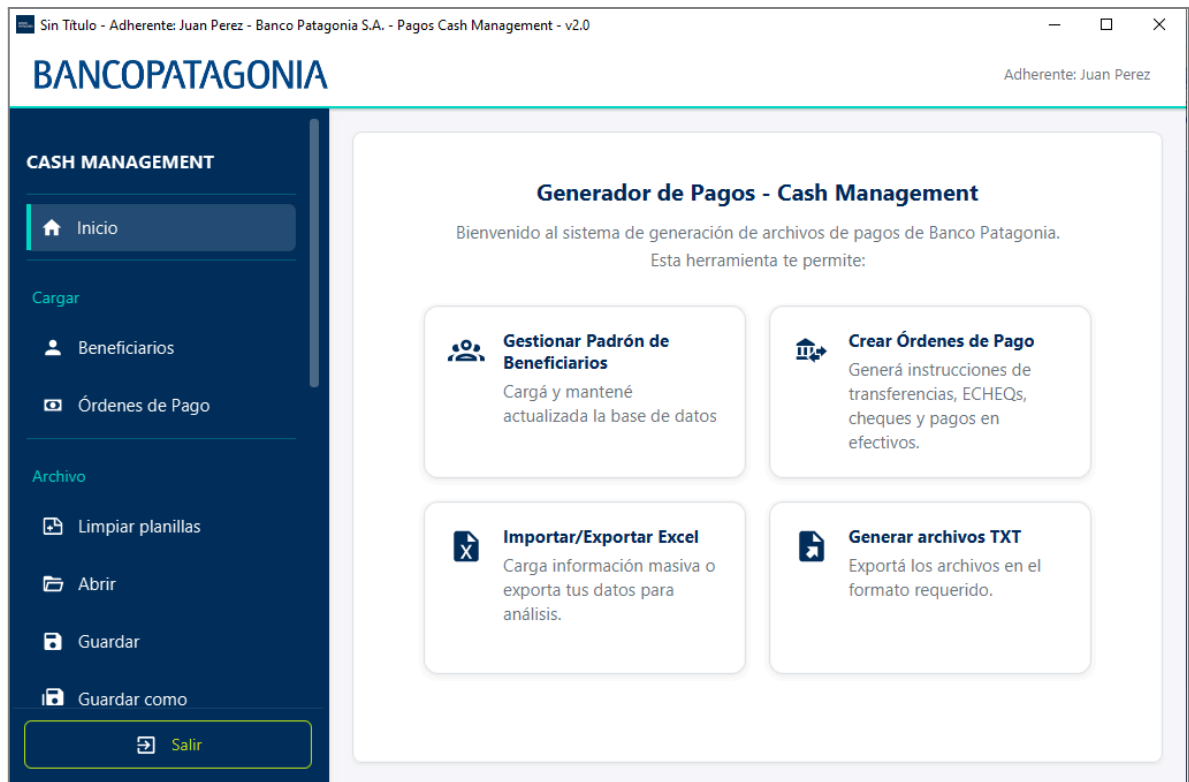 Sin Título - Adherente: Juan Perez - Banco Patagonia S.A. - Pagos Cash Management - v2.0
BANCOPATAGONIA
Adherente: Juan Perez
CASH MANAGEMENT
Inicio
Cargar
Beneficiarios
Órdenes de Pago
Archivo
Limpiar planillas
Abrir
Guardar
Guardar como
Salir
Generador de Pagos - Cash Management
Bienvenido al sistema de generación de archivos de pagos de Banco Patagonia.
Esta herramienta te permite:
Gestionar Padrón de
Beneficiarios
Cargá y mantené
actualizada la base de datos
Crear Órdenes de Pago
Generá instrucciones de
transferencias, ECHEQs,
cheques y pagos en
efectivos.
Importar/Exportar Excel
Carga información masiva o
exporta tus datos para
análisis.
Generar archivos TXT
Exportá los archivos en el
formato requerido.